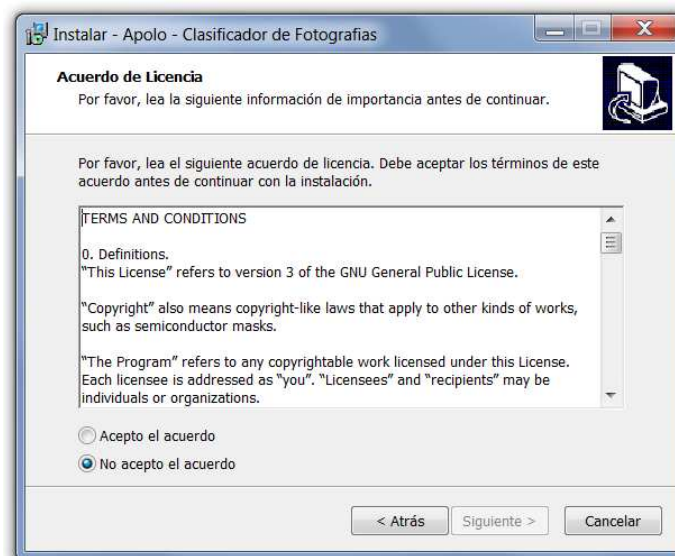 Instalar - Apolo - Clasificador de Fotografias
Acuerdo de Licencia
Por favor, lea la siguiente información de importancia antes de continuar.
Por favor, lea el siguiente acuerdo de licencia. Debe aceptar los términos de este
acuerdo antes de continuar con la instalación.
TERMS AND CONDITIONS
0. Definitions.
“This License” refers to version 3 of the GNU General Public License.
“Copyright” also means copyright-like laws that apply to other kinds of works,
such as semiconductor masks.
“The Program” refers to any copyrightable work licensed under this License.
Each licensee is addressed as “you”. “Licensees” and “recipients” may be
individuals or organizations.
Acepto el acuerdo
No acepto el acuerdo
< Atrás
Siguiente >
Cancelar